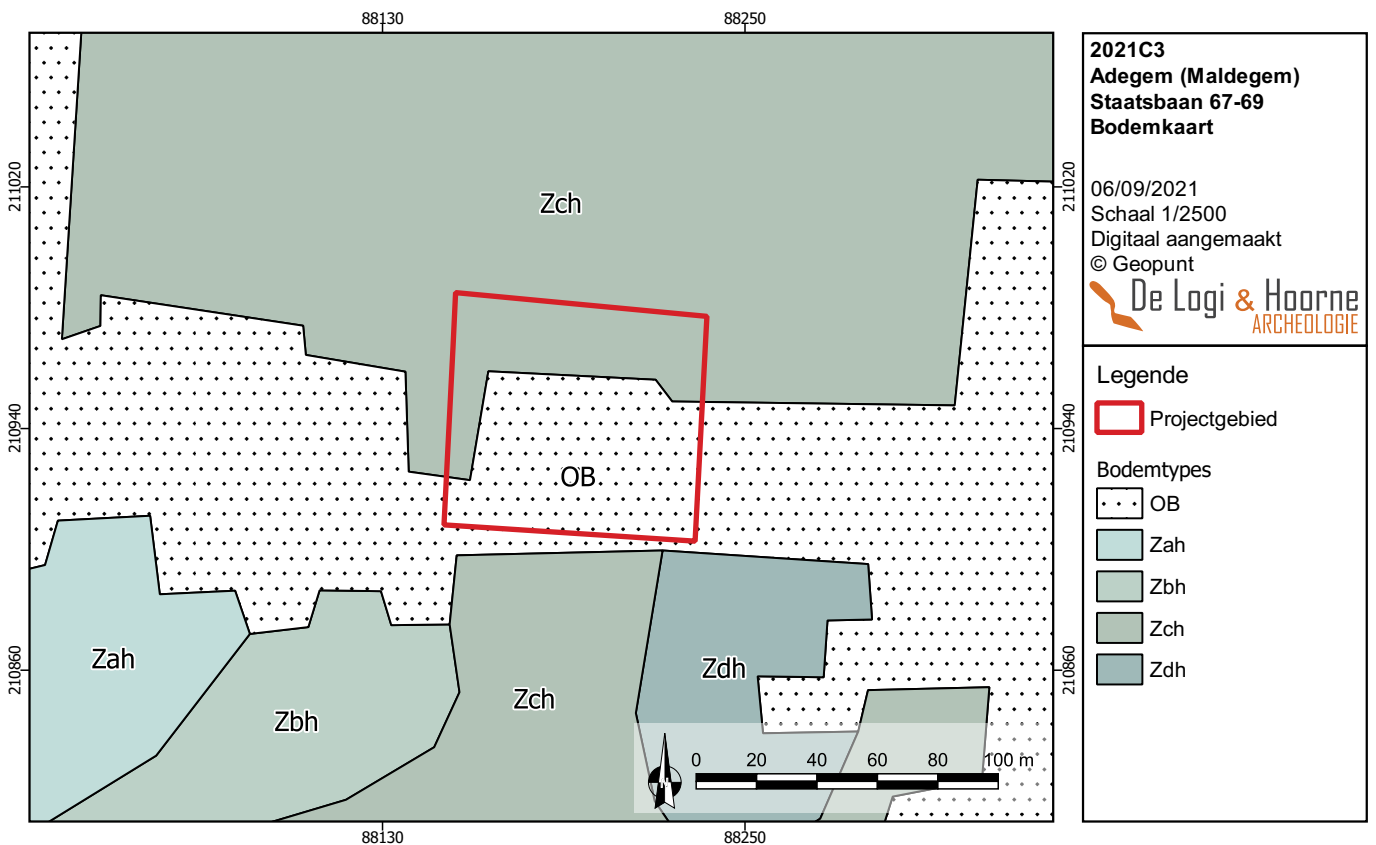 88130
88250
211020
211020
Zch
210940
210940
OB
210860
210860
Zah
Zbh
Zch
Zdh
0 20 40 60 80 100 m
88130
88250
2021C3
Adegem (Maldegem)
Staatsbaan 67-69
Bodemkaart
06/09/2021
Schaal 1/2500
Digitaal aangemaakt
© Geopunt
De Logi & Hoorne
ARCHEOLOGIE
Legende
Projectgebied
Bodemtypes
OB
Zah
Zbh
Zch
Zdh